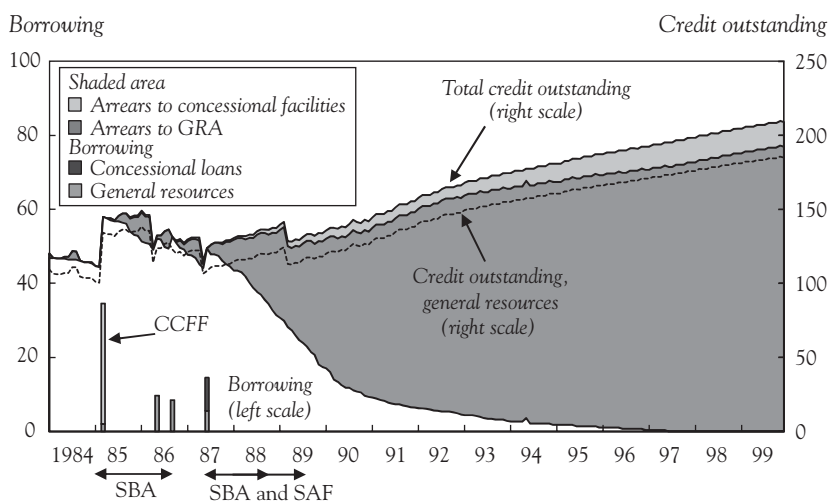 Borrowing
Credit outstanding
100
80
60
40
20
0
250
200
150
100
50
0
Shaded area
Arrears to concessional facilities
Arrears to GRA
Borrowing
Concessional loans
General resources
Total credit outstanding
(right scale)
Credit outstanding,
general resources
(right scale)
CCFF
Borrowing
(left scale)
1984 85 86 87 88 89 90 91 92 93 94 95 96 97 98 99
SBA
SBA and SAF